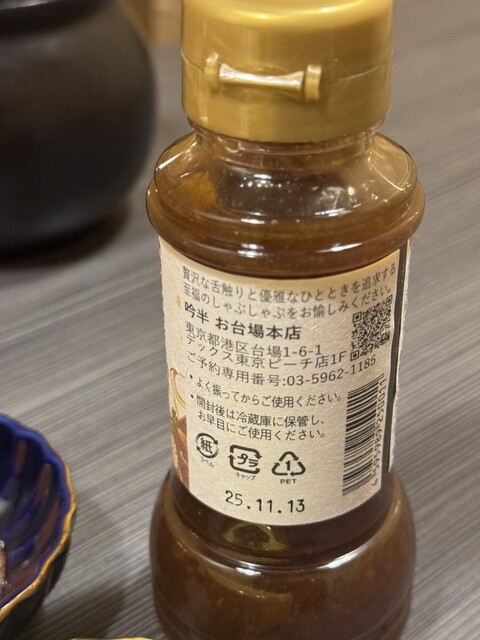 贅沢な舌触りと優雅なひとときを追求する
至福のしゃぶしゃぶをお愉しみください。
吟半 お台場本店
東京都港区台場1-6-1
デックス東京ビーチ店1F
ご予約専用番号:03-5962-1185
・よく振ってからご使用ください。
・開封後は冷蔵庫に保管し、
お早目にご使用ください。
紙
ラベル
プラ
キャップ
1
PET
25.11.13